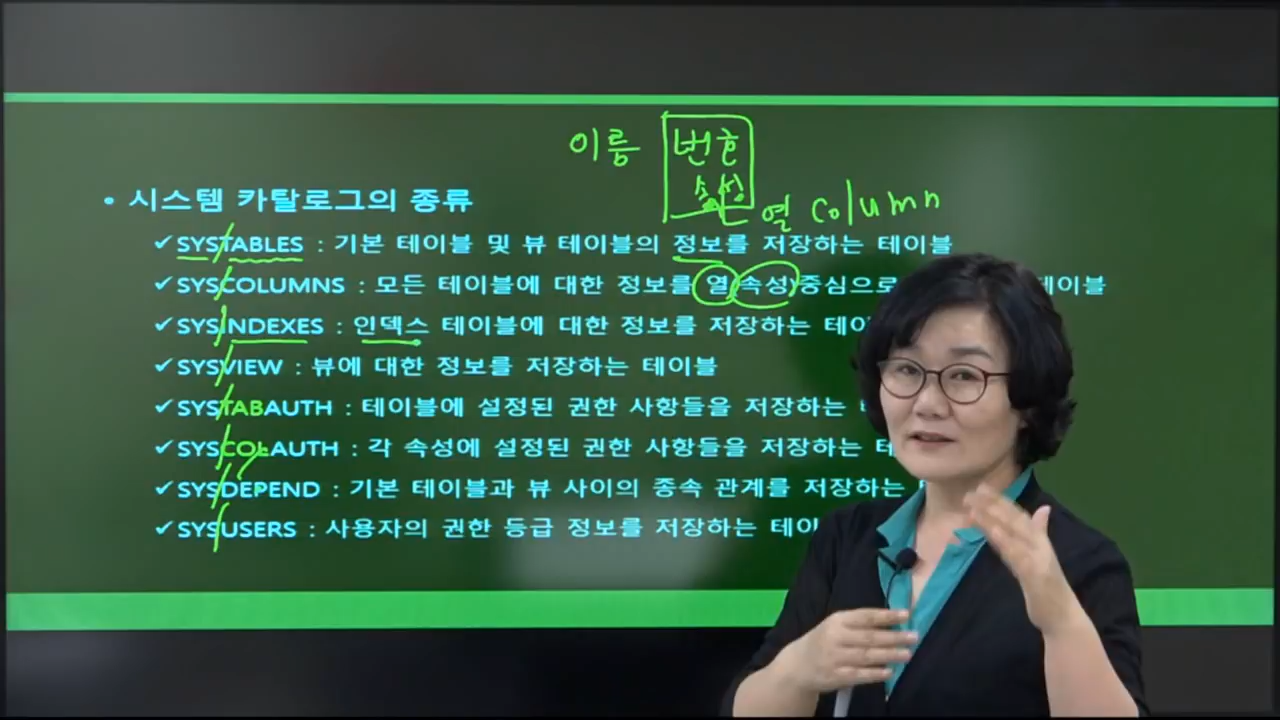 이름 번호
속성 열 column
• 시스템 카탈로그의 종류
✓SYSTABLES : 기본 테이블 및 뷰 테이블의 정보를 저장하는 테이블
✓SYSCOLUMNS : 모든 테이블에 대한 정보를 열(속성)중심으로 테이블
✓SYSINDEXES : 인덱스 테이블에 대한 정보를 저장하는
✓SYSVIEW : 뷰에 대한 정보를 저장하는 테이블
✓SYSTABAUTH : 테이블에 설정된 권한 사항들을 저장하는
✓SYSCOLAUTH : 각 속성에 설정된 권한 사항들을 저장하는
✓SYSDEPEND : 기본 테이블과 뷰 사이의 종속 관계를 저장하는
✓SYSUSERS : 사용자의 권한 등급 정보를 저장하는